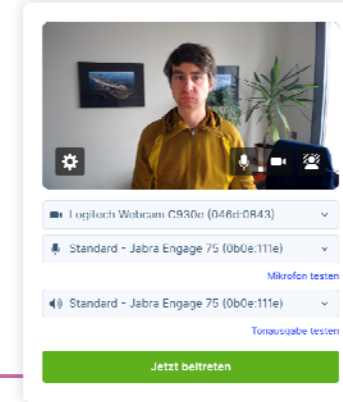 Logitech Webcam C930e (046d:0843)
Standard - Jabra Engage 75 (0b0e:111e)
Mikrofon testen
Standard - Jabra Engage 75 (0b0e:111e)
Tonausgabe testen
Jetzt beitreten